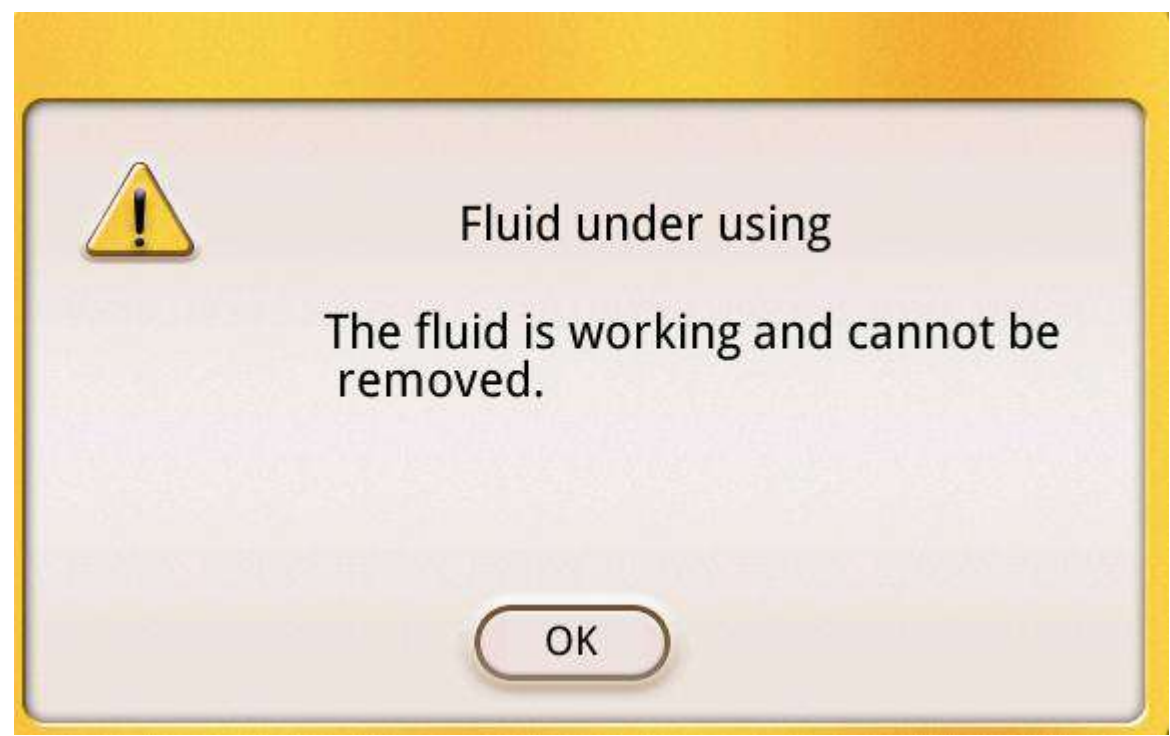 Fluid under using
The fluid is working and cannot be
removed.
OK